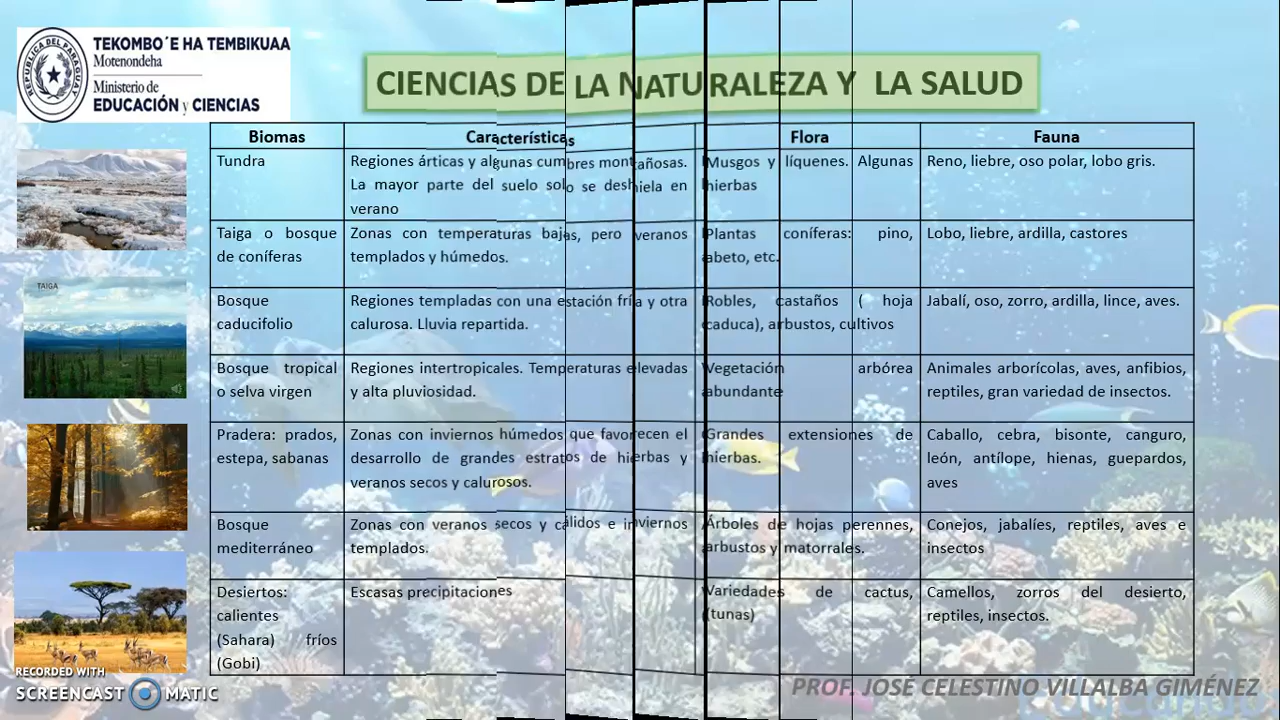 TEKOMBO´E HA TEMBIKUAA
Motenondeha
Ministerio de
EDUCACIÓN y CIENCIAS
REPUBLICA DEL PARAGUAY
CIENCIAS DE LA NATURALEZA Y LA SALUD
Biomas
Características
Flora
Fauna
Tundra
Regiones árticas y algunas cumbres montañosas.
La mayor parte del suelo solo se deshiela en
verano
Musgos y líquenes. Algunas
hierbas
Reno, liebre, oso polar, lobo gris.
Taiga o bosque
de coníferas
Zonas con temperaturas bajas, pero veranos
templados y húmedos.
Plantas coníferas: pino,
abeto, etc.
Lobo, liebre, ardilla, castores
Bosque
caducifolio
Regiones templadas con una estación fría y otra
calurosa. Lluvia repartida.
Robles, castaños ( hoja
caduca), arbustos, cultivos
Jabalí, oso, zorro, ardilla, lince, aves.
Bosque tropical
o selva virgen
Regiones intertropicales. Temperaturas elevadas
y alta pluviosidad.
Vegetación arbórea
abundante
Animales arborícolas, aves, anfibios,
reptiles, gran variedad de insectos.
Pradera: prados,
estepa, sabanas
Zonas con inviernos húmedos que favorecen el
desarrollo de grandes estratos de hierbas y
veranos secos y calurosos.
Grandes extensiones de
hierbas.
Caballo, cebra, bisonte, canguro,
león, antílope, hienas, guepardos,
aves
Bosque
mediterráneo
Zonas con veranos secos y cálidos e inviernos
templados.
Árboles de hojas perennes,
arbustos y matorrales.
Conejos, jabalíes, reptiles, aves e
insectos
Desiertos:
calientes
(Sahara) fríos
(Gobi)
Escasas precipitaciones
Variedades de cactus,
(tunas)
Camellos, zorros del desierto,
reptiles, insectos.
TAIGA
RECORDED WITH
SCREENCAST MATIC
PROF. JOSÉ CELESTINO VILLALBA GIMÉNEZ